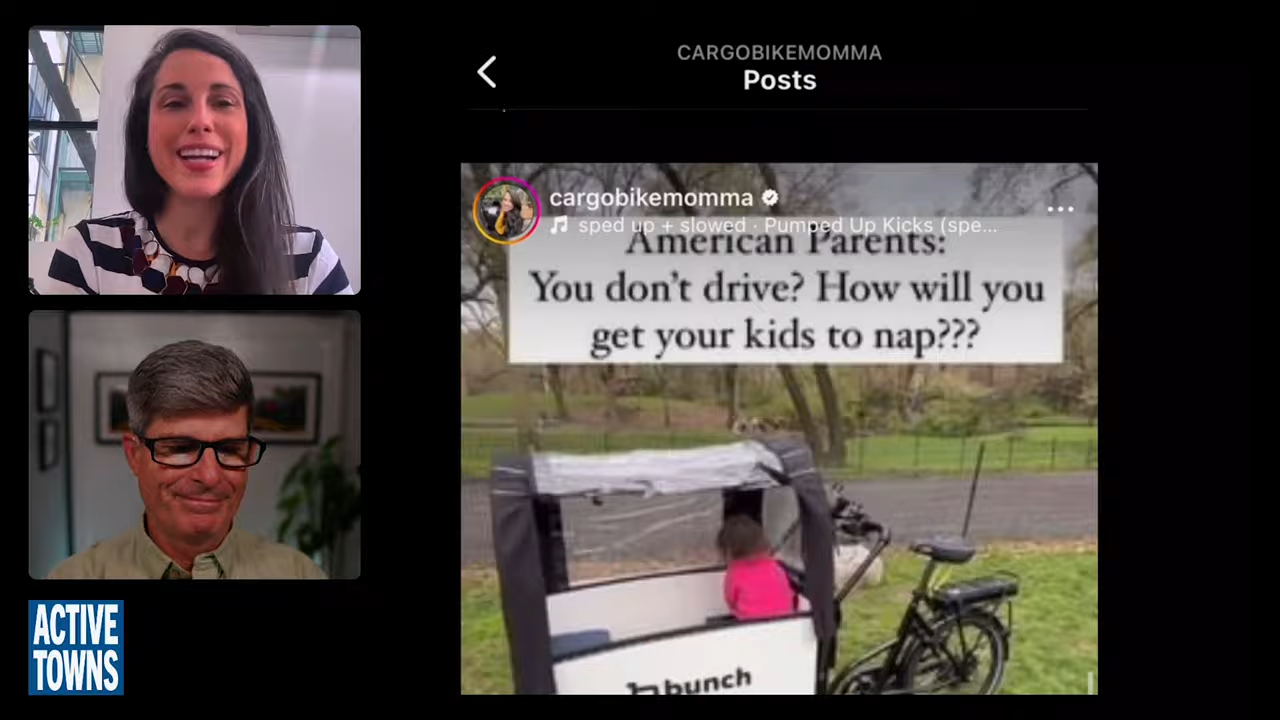 CARGOBIKEMOMMA
Posts
cargobikemomma
sped up + slowed · Pumped Up Kicks (spe...
American Parents:
You don't drive? How will you
get your kids to nap???
bunch
ACTIVE
TOWNS